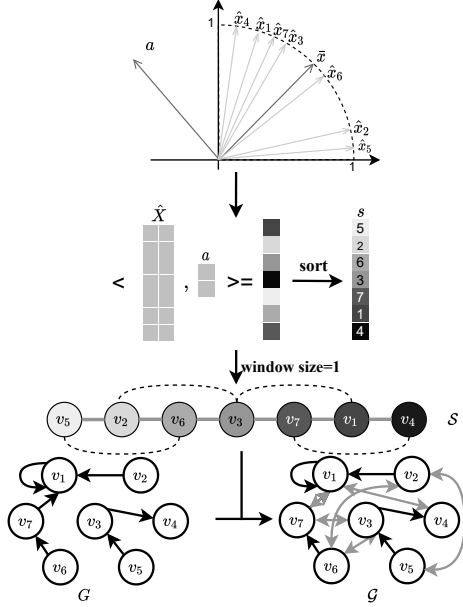 1
a
x̂₄ x̂₁ x̂₇ x̂₃
x̄
x̂₆
x̂₂
x̂₅
1
X̂
a
s
< , >=
sort
5
2
6
3
7
1
4
window size=1
v₅ v₂ v₆ v₃ v₇ v₁ v₄ 𝒮
v₁ v₂
v₇ v₃ v₄
v₆ v₅
G
v₁ v₂
v₇ v₃ v₄
v₆ v₅
𝒢